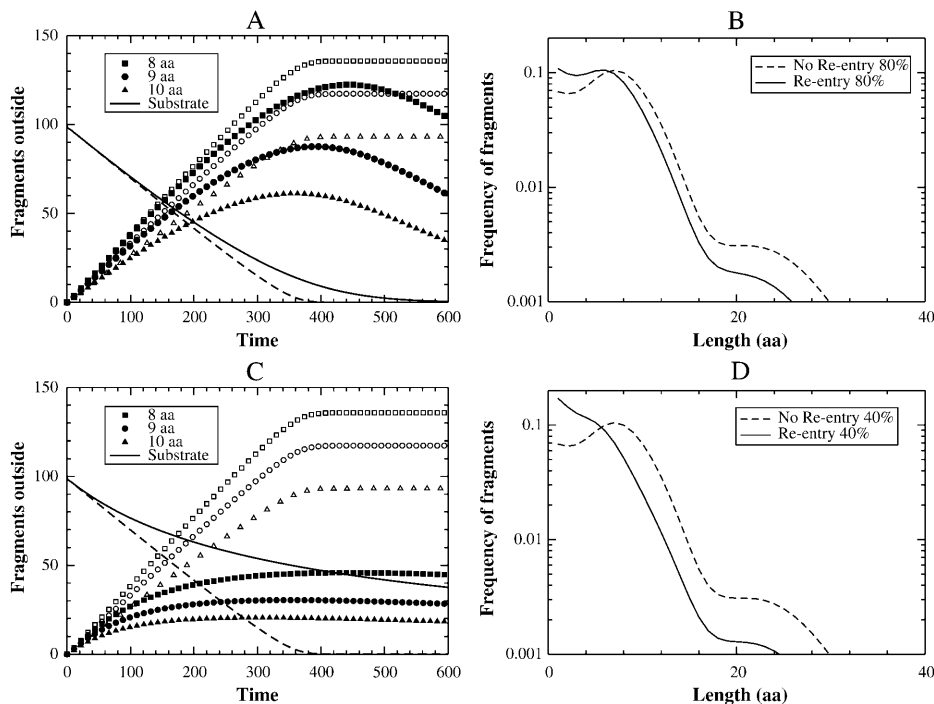 A
150
100
50
0
8 aa
9 aa
10 aa
Substrate
Fragments outside
0 100 200 300 400 500 600
Time
B
0.1
0.01
0.001
No Re-entry 80%
Re-entry 80%
Frequency of fragments
0 20 40
Length (aa)
C
150
100
50
0
8 aa
9 aa
10 aa
Substrate
Fragments outside
0 100 200 300 400 500 600
Time
D
0.1
0.01
0.001
No Re-entry 40%
Re-entry 40%
Frequency of fragments
0 20 40
Length (aa)